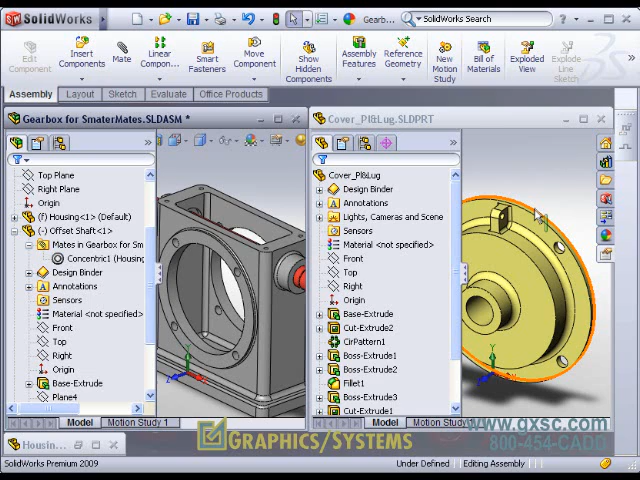 SolidWorks
Gearb...
SolidWorks Search
Edit Component
Insert Components
Mate
Linear Compon...
Smart Fasteners
Move Compon...
Show Hidden Components
Assembly Features
Reference Geometry
New Motion Study
Bill of Materials
Exploded View
Explode Line Sketch
Assembly Layout Sketch Evaluate Office Products
Gearbox for SmaterMates.SLDASM *
Top Plane
Right Plane
Origin
(f) Housing<1> (Default)
(-) Offset Shaft<1>
Mates in Gearbox for Sm
Concentric1 (Housing
Design Binder
Annotations
Sensors
Material <not specified>
Front
Top
Right
Origin
Base-Extrude
Plane4
Model Motion Study 1
Cover_Pl&Lug.SLDPRT
Cover_Pl&Lug
Design Binder
Annotations
Lights, Cameras and Scene
Sensors
Material <not specified>
Front
Top
Right
Origin
Base-Extrude
Cut-Extrude2
CirPattern1
Boss-Extrude1
Boss-Extrude2
Fillet1
Boss-Extrude3
Cut-Extrude1
Model Motion Study 1
Housin...
GRAPHICS/SYSTEMS
www.gxsc.com
800-454-CADD
SolidWorks Premium 2009
Under Defined
Editing Assembly